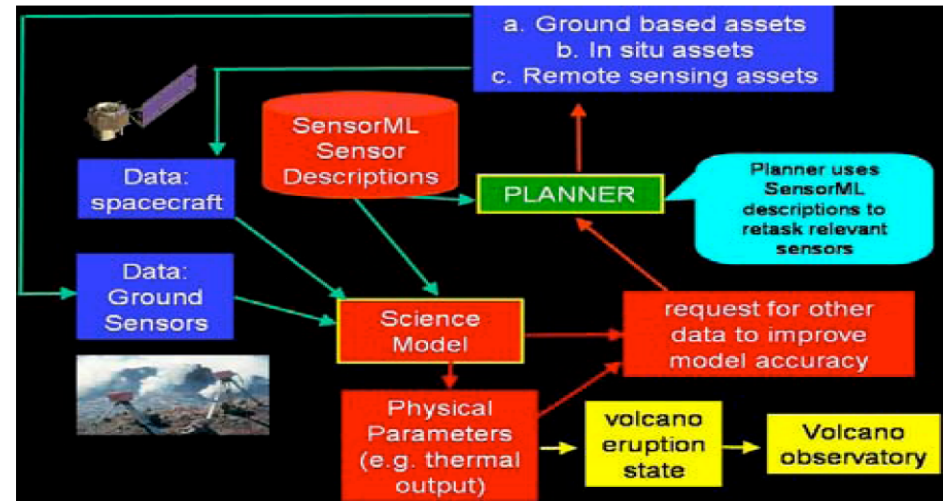 a. Ground based assets
b. In situ assets
c. Remote sensing assets
SensorML
Sensor
Descriptions
Data:
spacecraft
PLANNER
Planner uses
SensorML
descriptions to
retask relevant
sensors
Data:
Ground
Sensors
Science
Model
request for other
data to improve
model accuracy
Physical
Parameters
(e.g. thermal
output)
volcano
eruption
state
Volcano
observatory